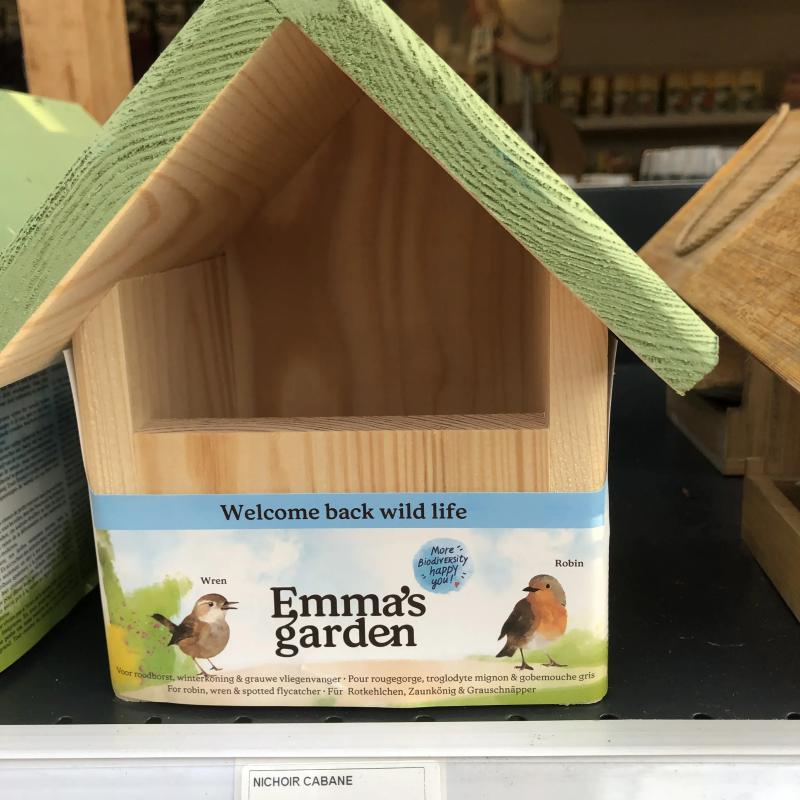 Welcome back wild life
More
Biodiversity
happy
you!
Robin
Wren
Emma's
garden
Voor roodborst, winterkoning & grauwe vliegenvanger · Pour rougegorge, troglodyte mignon & gobemouche gris
For robin, wren & spotted flycatcher · Für Rotkehlchen, Zaunkönig & Grauschnäpper
NICHOIR CABANE